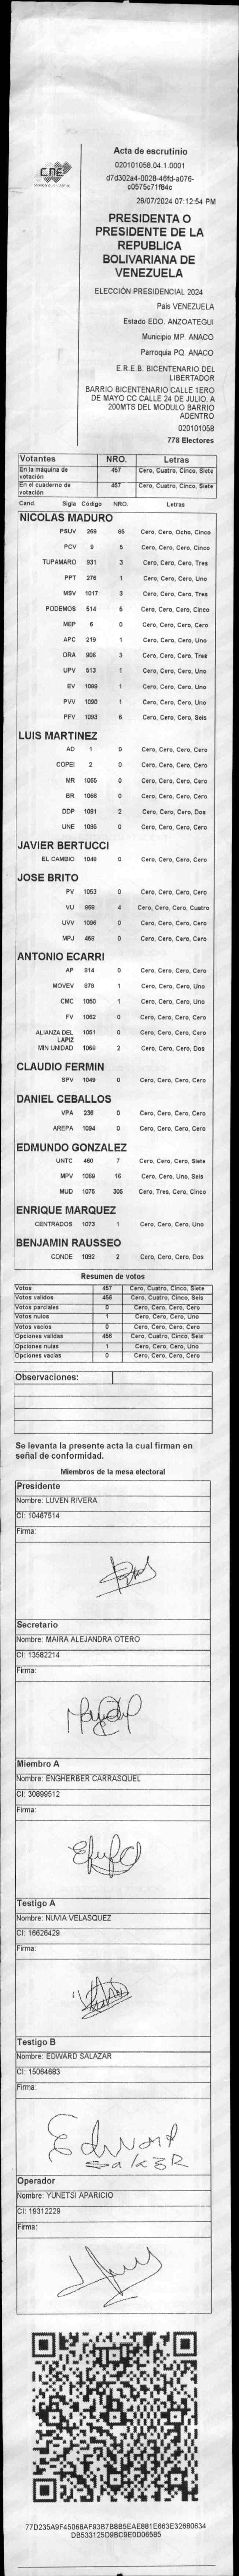 Acta de escrutinio
020101058.04.1.0001
d7d302a4-0028-46fd-a076-
c0575c71f84c
28/07/2024 07:12:54 PM
CNE
PRESIDENTA O
PRESIDENTE DE LA
REPUBLICA
BOLIVARIANA DE
VENEZUELA
ELECCIÓN PRESIDENCIAL 2024
País VENEZUELA
Estado EDO. ANZOATEGUI
Municipio MP. ANACO
Parroquia PQ. ANACO
E.R.E.B. BICENTENARIO DEL
LIBERTADOR
BARRIO BICENTENARIO CALLE 1ERO
DE MAYO CC CALLE 24 DE JULIO. A
200MTS DEL MODULO BARRIO
ADENTRO
020101058
778 Electores
Votantes NRO. Letras
En la máquina de votación 457 Cero, Cuatro, Cinco, Siete
En el cuaderno de votación 457 Cero, Cuatro, Cinco, Siete
Cand. Sigla Código NRO. Letras
NICOLAS MADURO
PSUV 269 85 Cero, Cero, Ocho, Cinco
PCV 9 5 Cero, Cero, Cero, Cinco
TUPAMARO 931 3 Cero, Cero, Cero, Tres
PPT 276 1 Cero, Cero, Cero, Uno
MSV 1017 3 Cero, Cero, Cero, Tres
PODEMOS 514 5 Cero, Cero, Cero, Cinco
MEP 6 0 Cero, Cero, Cero, Cero
APC 219 1 Cero, Cero, Cero, Uno
ORA 906 3 Cero, Cero, Cero, Tres
UPV 513 1 Cero, Cero, Cero, Uno
EV 1089 1 Cero, Cero, Cero, Uno
PVV 1090 1 Cero, Cero, Cero, Uno
PFV 1093 6 Cero, Cero, Cero, Seis
LUIS MARTINEZ
AD 1 0 Cero, Cero, Cero, Cero
COPEI 2 0 Cero, Cero, Cero, Cero
MR 1065 0 Cero, Cero, Cero, Cero
BR 1066 0 Cero, Cero, Cero, Cero
DDP 1091 2 Cero, Cero, Cero, Dos
UNE 1095 0 Cero, Cero, Cero, Cero
JAVIER BERTUCCI
EL CAMBIO 1048 0 Cero, Cero, Cero, Cero
JOSE BRITO
PV 1053 0 Cero, Cero, Cero, Cero
VU 868 4 Cero, Cero, Cero, Cuatro
UVV 1096 0 Cero, Cero, Cero, Cero
MPJ 458 0 Cero, Cero, Cero, Cero
ANTONIO ECARRI
AP 914 0 Cero, Cero, Cero, Cero
MOVEV 978 1 Cero, Cero, Cero, Uno
CMC 1050 1 Cero, Cero, Cero, Uno
FV 1062 0 Cero, Cero, Cero, Cero
ALIANZA DEL LAPIZ 1051 0 Cero, Cero, Cero, Cero
MIN UNIDAD 1068 2 Cero, Cero, Cero, Dos
CLAUDIO FERMIN
SPV 1049 0 Cero, Cero, Cero, Cero
DANIEL CEBALLOS
VPA 236 0 Cero, Cero, Cero, Cero
AREPA 1094 0 Cero, Cero, Cero, Cero
EDMUNDO GONZALEZ
UNTC 460 7 Cero, Cero, Cero, Siete
MPV 1069 16 Cero, Cero, Uno, Seis
MUD 1075 305 Cero, Tres, Cero, Cinco
ENRIQUE MARQUEZ
CENTRADOS 1073 1 Cero, Cero, Cero, Uno
BENJAMIN RAUSSEO
CONDE 1092 2 Cero, Cero, Cero, Dos
Resumen de votos
Votos 457 Cero, Cuatro, Cinco, Siete
Votos validos 456 Cero, Cuatro, Cinco, Seis
Votos parciales 0 Cero, Cero, Cero, Cero
Votos nulos 1 Cero, Cero, Cero, Uno
Votos vacios 0 Cero, Cero, Cero, Cero
Opciones validas 456 Cero, Cuatro, Cinco, Seis
Opciones nulas 1 Cero, Cero, Cero, Uno
Opciones vacias 0 Cero, Cero, Cero, Cero
Observaciones:
Se levanta la presente acta la cual firman en
señal de conformidad.
Miembros de la mesa electoral
Presidente
Nombre: LUVEN RIVERA
CI: 10467514
Firma:
Secretario
Nombre: MAIRA ALEJANDRA OTERO
CI: 13582214
Firma:
Miembro A
Nombre: ENGHERBER CARRASQUEL
CI: 30899512
Firma:
Testigo A
Nombre: NUVIA VELASQUEZ
CI: 16626429
Firma:
Testigo B
Nombre: EDWARD SALAZAR
CI: 15064683
Firma:
Edward
SalazaR
Operador
Nombre: YUNETSI APARICIO
CI: 19312229
Firma:
77D235A9F45068AF93B7B8B5EAE881E663E32680634
DB533125D9BC9E0D06585